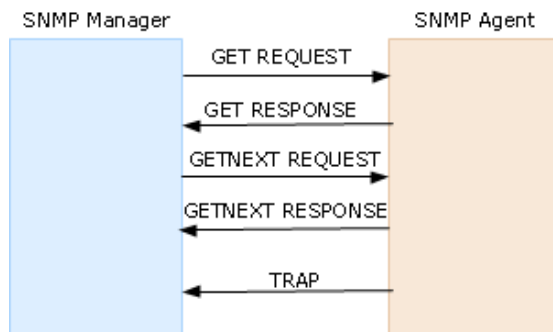 SNMP Manager
SNMP Agent
GET REQUEST
GET RESPONSE
GETNEXT REQUEST
GETNEXT RESPONSE
TRAP